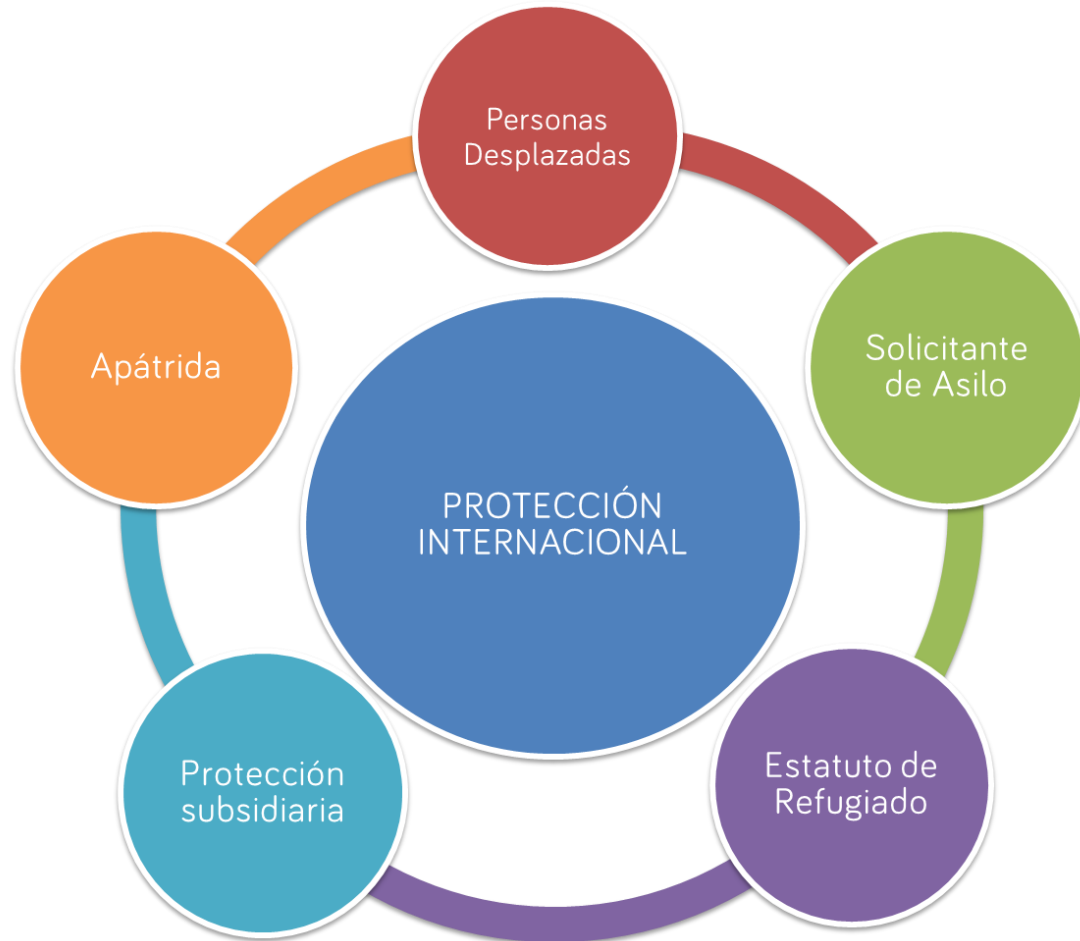 Personas
Desplazadas
Solicitante
de Asilo
Apátrida
PROTECCIÓN
INTERNACIONAL
Estatuto de
Refugiado
Protección
subsidiaria